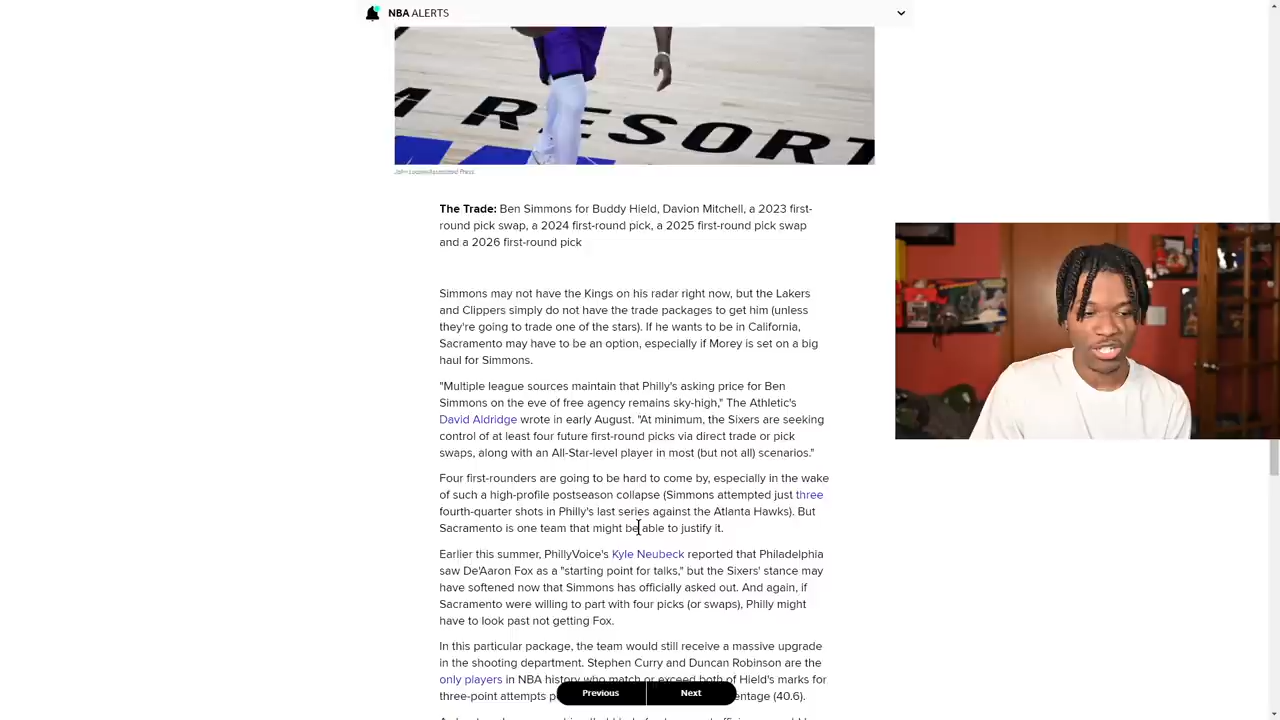 NBA ALERTS
A RESORT
The Trade: Ben Simmons for Buddy Hield, Davion Mitchell, a 2023 first-
round pick swap, a 2024 first-round pick, a 2025 first-round pick swap
and a 2026 first-round pick
Simmons may not have the Kings on his radar right now, but the Lakers
and Clippers simply do not have the trade packages to get him (unless
they're going to trade one of the stars). If he wants to be in California,
Sacramento may have to be an option, especially if Morey is set on a big
haul for Simmons.
"Multiple league sources maintain that Philly's asking price for Ben
Simmons on the eve of free agency remains sky-high," The Athletic's
David Aldridge wrote in early August. "At minimum, the Sixers are seeking
control of at least four future first-round picks via direct trade or pick
swaps, along with an All-Star-level player in most (but not all) scenarios."
Four first-rounders are going to be hard to come by, especially in the wake
of such a high-profile postseason collapse (Simmons attempted just three
fourth-quarter shots in Philly's last series against the Atlanta Hawks). But
Sacramento is one team that might be able to justify it.
Earlier this summer, PhillyVoice's Kyle Neubeck reported that Philadelphia
saw De'Aaron Fox as a "starting point for talks," but the Sixers' stance may
have softened now that Simmons has officially asked out. And again, if
Sacramento were willing to part with four picks (or swaps), Philly might
have to look past not getting Fox.
In this particular package, the team would still receive a massive upgrade
in the shooting department. Stephen Curry and Duncan Robinson are the
only players in NBA history who match or exceed both of Hield's marks for
three-point attempts p
entage (40.6).
Previous
Next